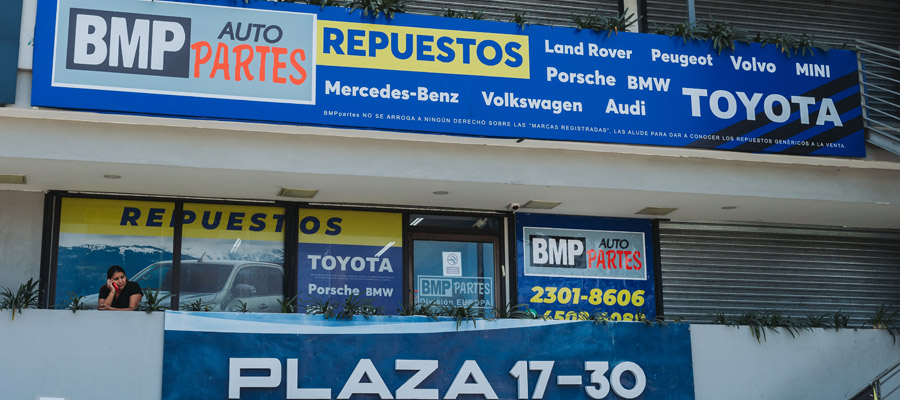 BMP AUTO PARTES
REPUESTOS
Land Rover Peugeot Volvo MINI
Porsche BMW
Mercedes-Benz Volkswagen Audi
TOYOTA
BMPpartes NO SE ARROGA A NINGÚN DERECHO SOBRE LAS "MARCAS REGISTRADAS", LAS ALUDE PARA DAR A CONOCER LOS REPUESTOS GENÉRICOS A LA VENTA.
REPUESTOS
TOYOTA
Porsche BMW
BMP PARTES
División EUROPA
BMP AUTO PARTES
2301-8606
PLAZA 17-30